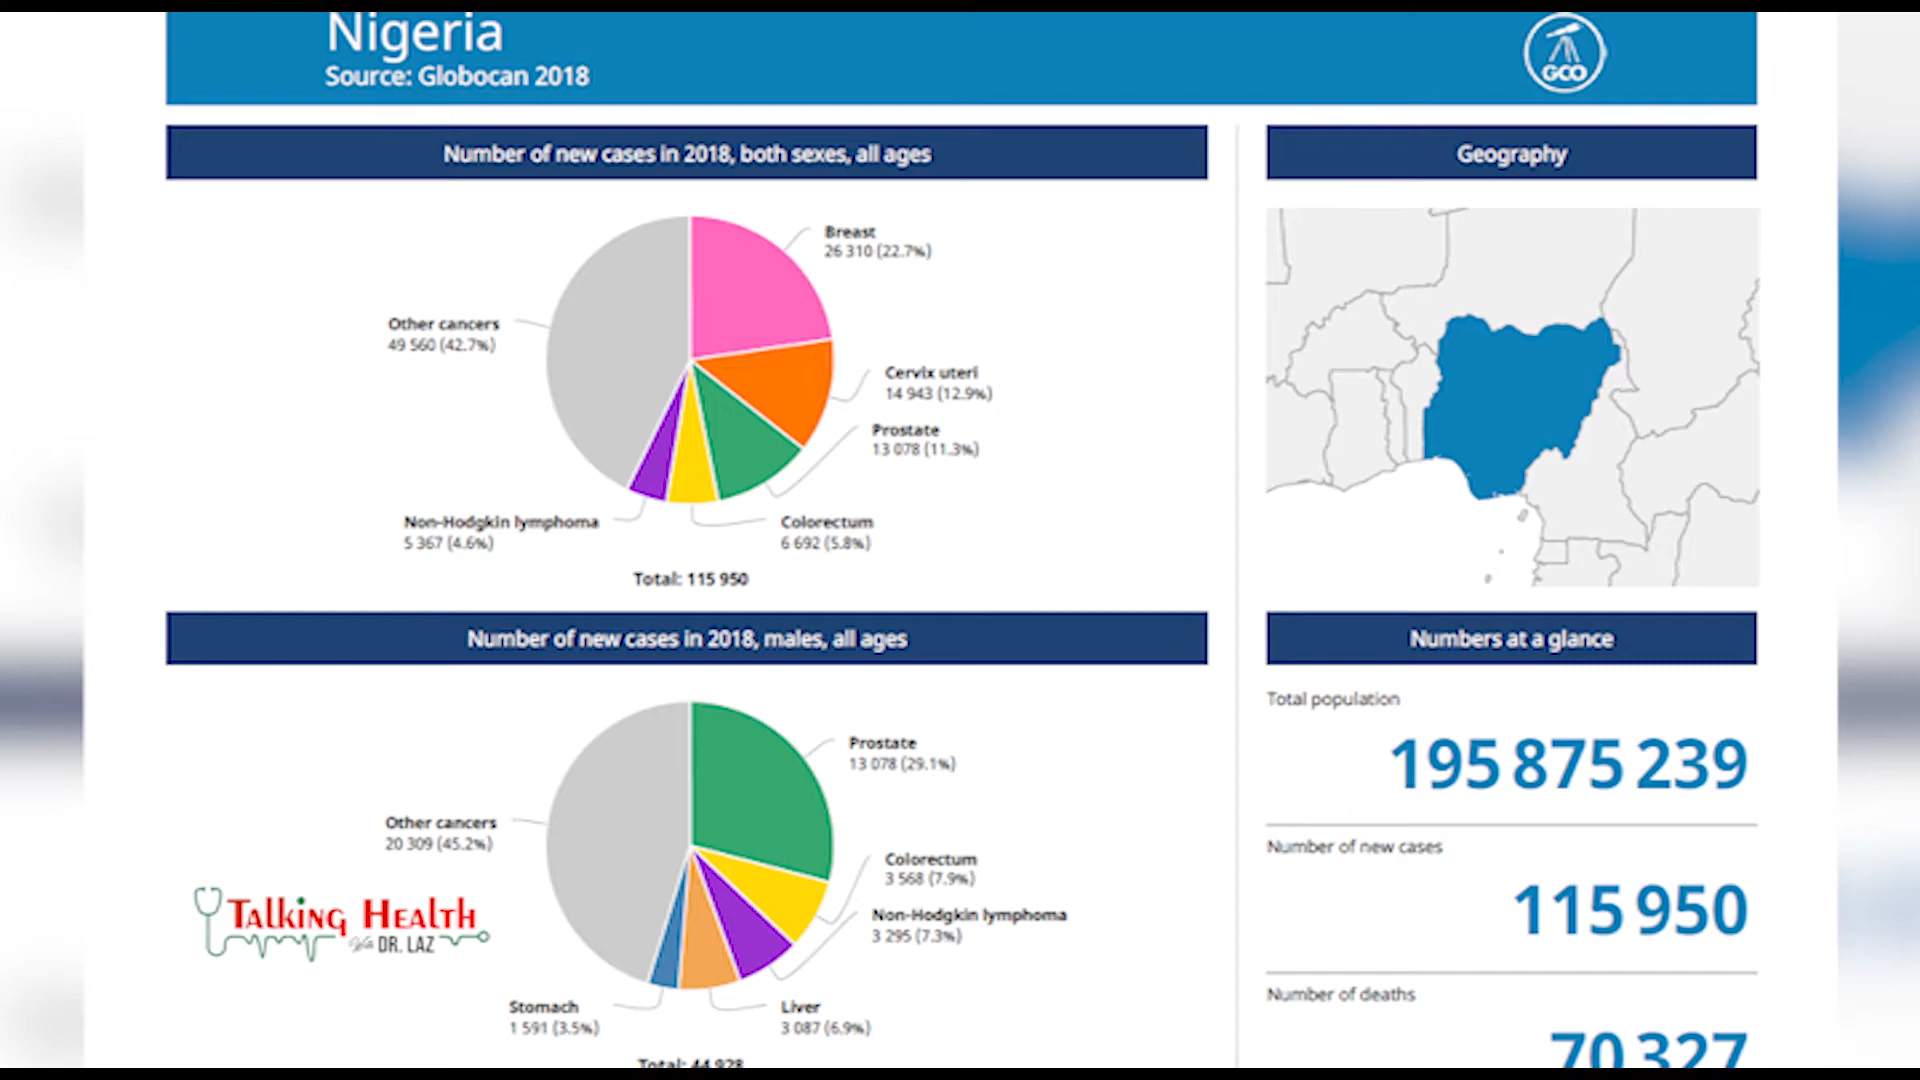 Nigeria
Source: Globocan 2018
GCO
Number of new cases in 2018, both sexes, all ages
Breast
26 310 (22.7%)
Other cancers
49 560 (42.7%)
Cervix uteri
14 943 (12.9%)
Prostate
13 078 (11.3%)
Non-Hodgkin lymphoma
5 367 (4.6%)
Colorectum
6 692 (5.8%)
Total: 115 950
Geography
Number of new cases in 2018, males, all ages
Prostate
13 078 (29.1%)
Other cancers
20 309 (45.2%)
Colorectum
3 568 (7.9%)
Non-Hodgkin lymphoma
3 295 (7.3%)
Stomach
1 591 (3.5%)
Liver
3 087 (6.9%)
Total: 44 928
Numbers at a glance
Total population
195 875 239
Number of new cases
115 950
Number of deaths
70 327
Talking Health
With DR. LAZ